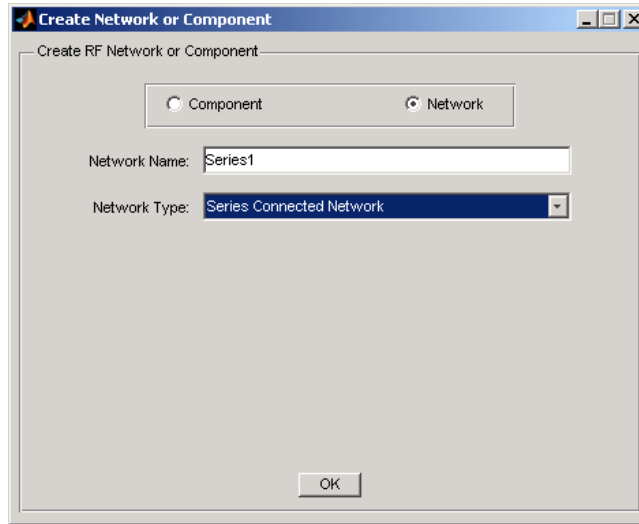 Create Network or Component
Create RF Network or Component
Component
Network
Network Name: Series1
Network Type: Series Connected Network
OK